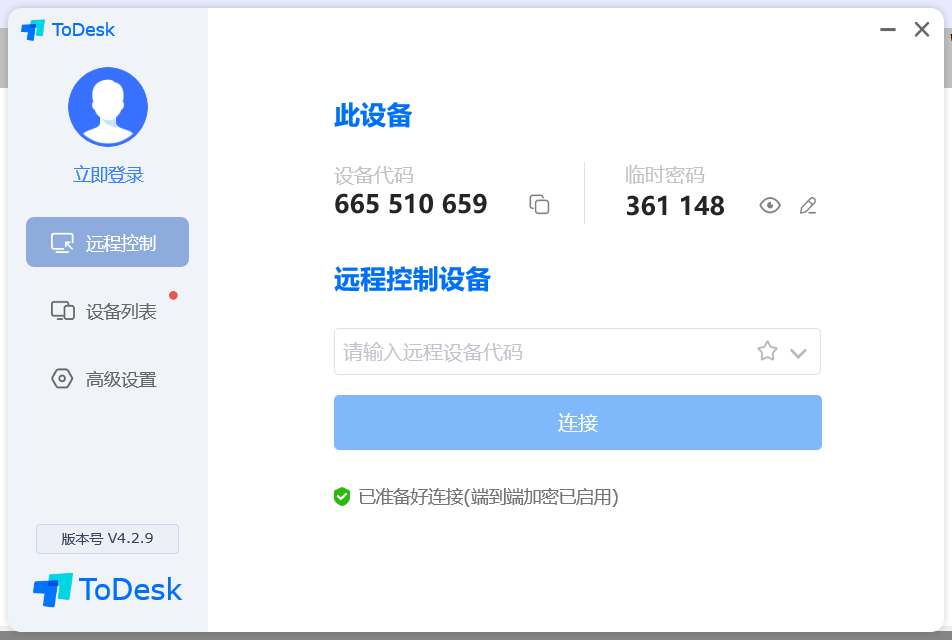 ToDesk
立即登录
远程控制
设备列表
高级设置
版本号 V4.2.9
ToDesk
此设备
设备代码
665 510 659
临时密码
361 148
远程控制设备
请输入远程设备代码
连接
已准备好连接(端到端加密已启用)